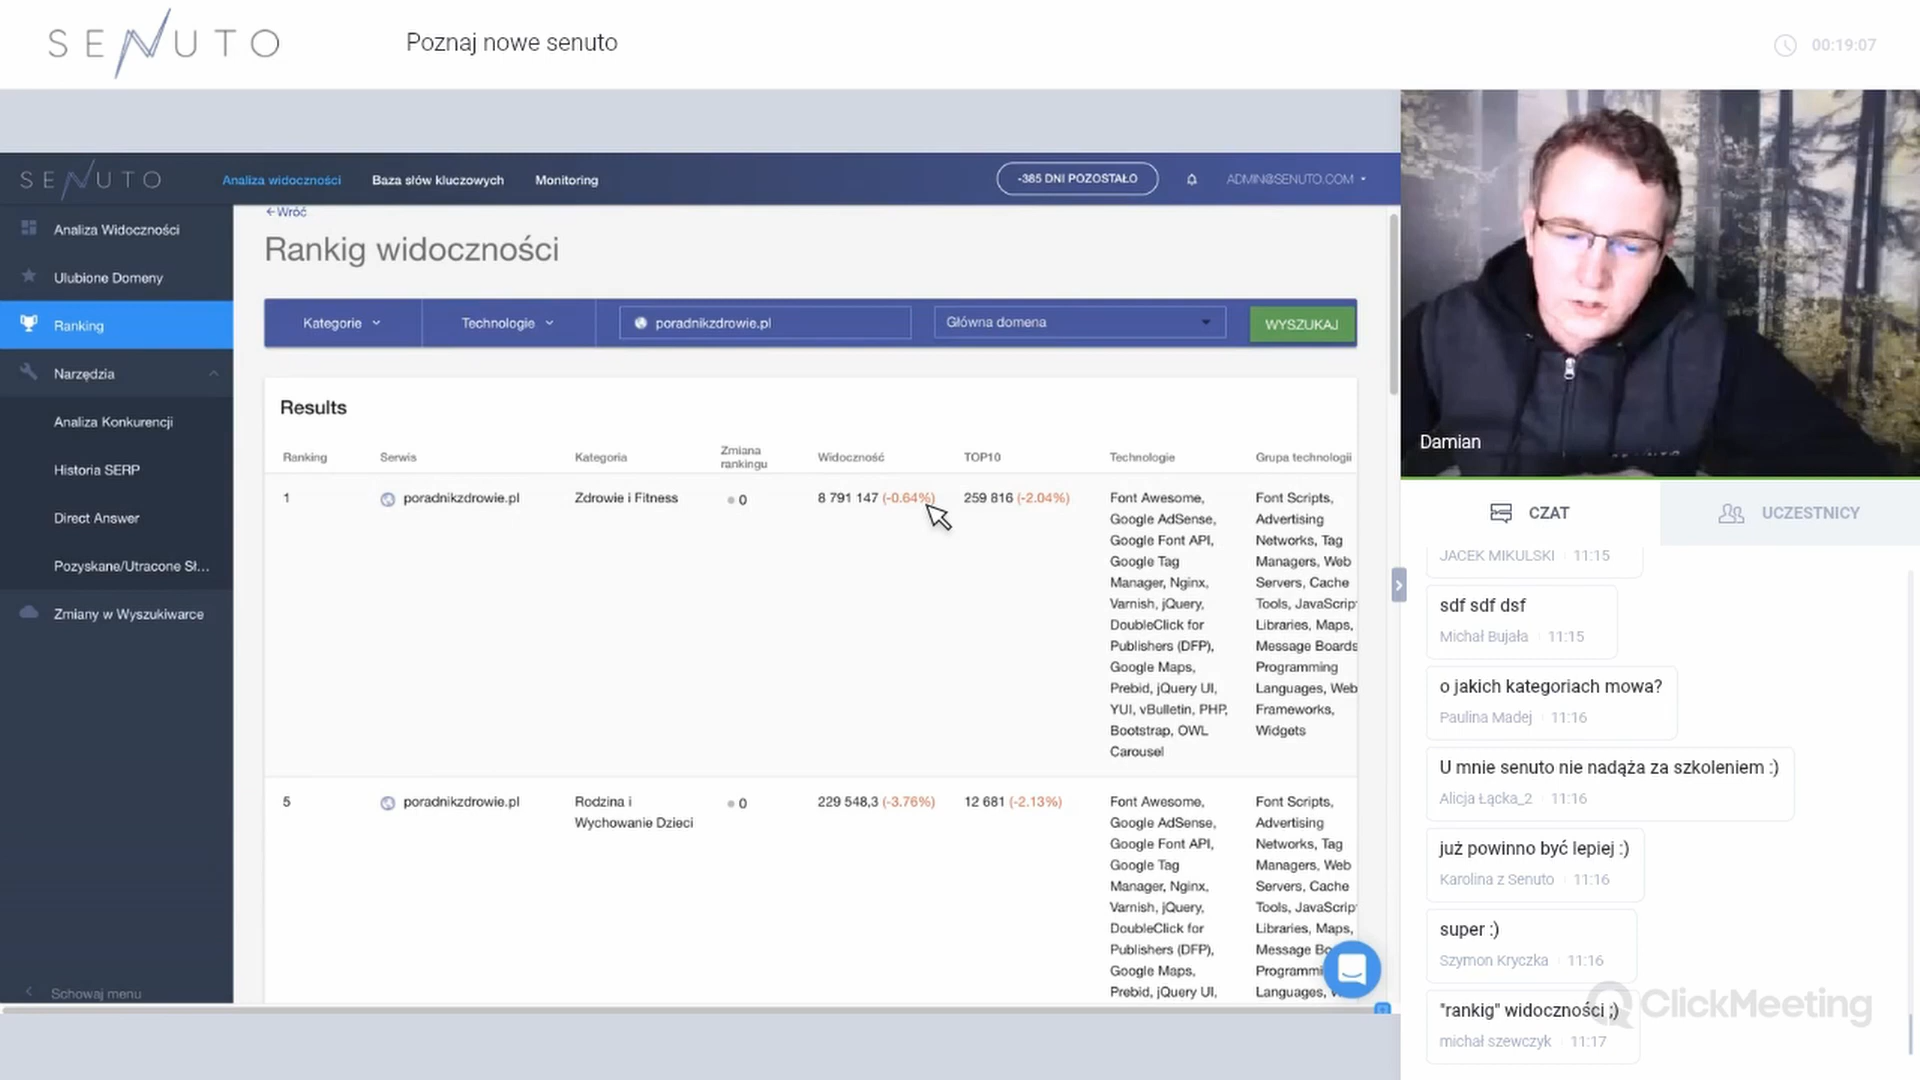 SENUTO
Poznaj nowe senuto
00:19:07
SENUTO
Analiza widoczności
Baza słów kluczowych
Monitoring
-385 DNI POZOSTAŁO
ADMIN@SENUTO.COM
Analiza Widoczności
Ulubione Domeny
Ranking
Narzędzia
Analiza Konkurencji
Historia SERP
Direct Answer
Pozyskane/Utracone Sł...
Zmiany w Wyszukiwarce
Schowaj menu
Wróć
Rankig widoczności
Kategorie
Technologie
poradnikzdrowie.pl
Główna domena
WYSZUKAJ
Results
Ranking
Serwis
Kategoria
Zmiana
rankingu
Widoczność
TOP10
Technologie
Grupa technologii
1
poradnikzdrowie.pl
Zdrowie i Fitness
0
8 791 147 (-0.64%)
259 816 (-2.04%)
Font Awesome,
Google AdSense,
Google Font API,
Google Tag
Manager, Nginx,
Varnish, jQuery,
DoubleClick for
Publishers (DFP),
Google Maps,
Prebid, jQuery UI,
YUI, vBulletin, PHP,
Bootstrap, OWL
Carousel
Font Scripts,
Advertising
Networks, Tag
Managers, Web
Servers, Cache
Tools, JavaScrip
Libraries, Maps,
Message Boards
Programming
Languages, Web
Frameworks,
Widgets
5
poradnikzdrowie.pl
Rodzina i
Wychowanie Dzieci
0
229 548,3 (-3.76%)
12 681 (-2.13%)
Font Awesome,
Google AdSense,
Google Font API,
Google Tag
Manager, Nginx,
Varnish, jQuery,
DoubleClick for
Publishers (DFP),
Google Maps,
Prebid, jQuery UI,
Font Scripts,
Advertising
Networks, Tag
Managers, Web
Servers, Cache
Tools, JavaScrip
Libraries, Maps,
Message Bo
Programmi
Languages,
Damian
CZAT
UCZESTNICY
JACEK MIKULSKI 11:15
sdf sdf dsf
Michał Bujała 11:15
o jakich kategoriach mowa?
Paulina Madej 11:16
U mnie senuto nie nadąża za szkoleniem :)
Alicja Łącka_2 11:16
już powinno być lepiej :)
Karolina z Senuto 11:16
super :)
Szymon Kryczka 11:16
"rankig" widoczności ;)
michał szewczyk 11:17
ClickMeeting